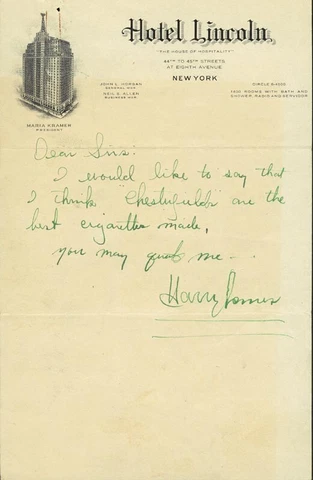 Hotel Lincoln
"THE HOUSE OF HOSPITALITY"
44TH TO 45TH STREETS
AT EIGHTH AVENUE
NEW YORK
JOHN L. HORGAN
GENERAL MGR.
NEIL S. ALLEN
BUSINESS MGR.
CIRCLE 6-4500
1400 ROOMS WITH BATH AND
SHOWER, RADIO AND SERVIDOR
MARIA KRAMER
PRESIDENT
Dear Sirs:
I would like to say that
I think "Chesterfields" are the
best cigarettes made,
you may quote me —
Harry James